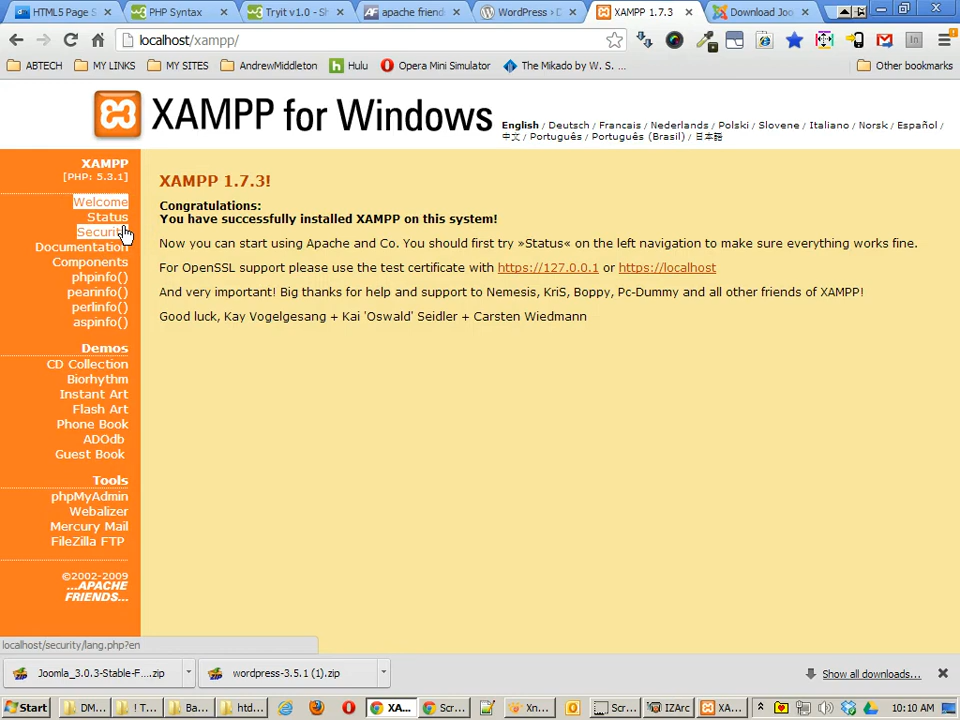 HTML5 Page S
PHP Syntax
Tryit v1.0 - Sh
apache friend
WordPress › D
XAMPP 1.7.3
Download Joo
localhost/xampp/
ABTECH
MY LINKS
MY SITES
AndrewMiddleton
Hulu
Opera Mini Simulator
The Mikado by W. S. ...
Other bookmarks
XAMPP for Windows
English / Deutsch / Francais / Nederlands / Polski / Slovene / Italiano / Norsk / Español /
中文 / Português / Português (Brasil) / 日本語
XAMPP
[PHP: 5.3.1]
Welcome
Status
Security
Documentation
Components
phpinfo()
pearinfo()
perlinfo()
aspinfo()
Demos
CD Collection
Biorhythm
Instant Art
Flash Art
Phone Book
ADOdb
Guest Book
Tools
phpMyAdmin
Webalizer
Mercury Mail
FileZilla FTP
©2002-2009
...APACHE
FRIENDS...
XAMPP 1.7.3!
Congratulations:
You have successfully installed XAMPP on this system!
Now you can start using Apache and Co. You should first try »Status« on the left navigation to make sure everything works fine.
For OpenSSL support please use the test certificate with https://127.0.0.1 or https://localhost
And very important! Big thanks for help and support to Nemesis, KriS, Boppy, Pc-Dummy and all other friends of XAMPP!
Good luck, Kay Vogelgesang + Kai 'Oswald' Seidler + Carsten Wiedmann
localhost/security/lang.php?en
Joomla_3.0.3-Stable-F....zip
wordpress-3.5.1 (1).zip
Show all downloads...
Start
DM...
! T...
Ba...
htd...
XA...
Scr...
Xn...
Scr...
IZArc
XA...
10:10 AM